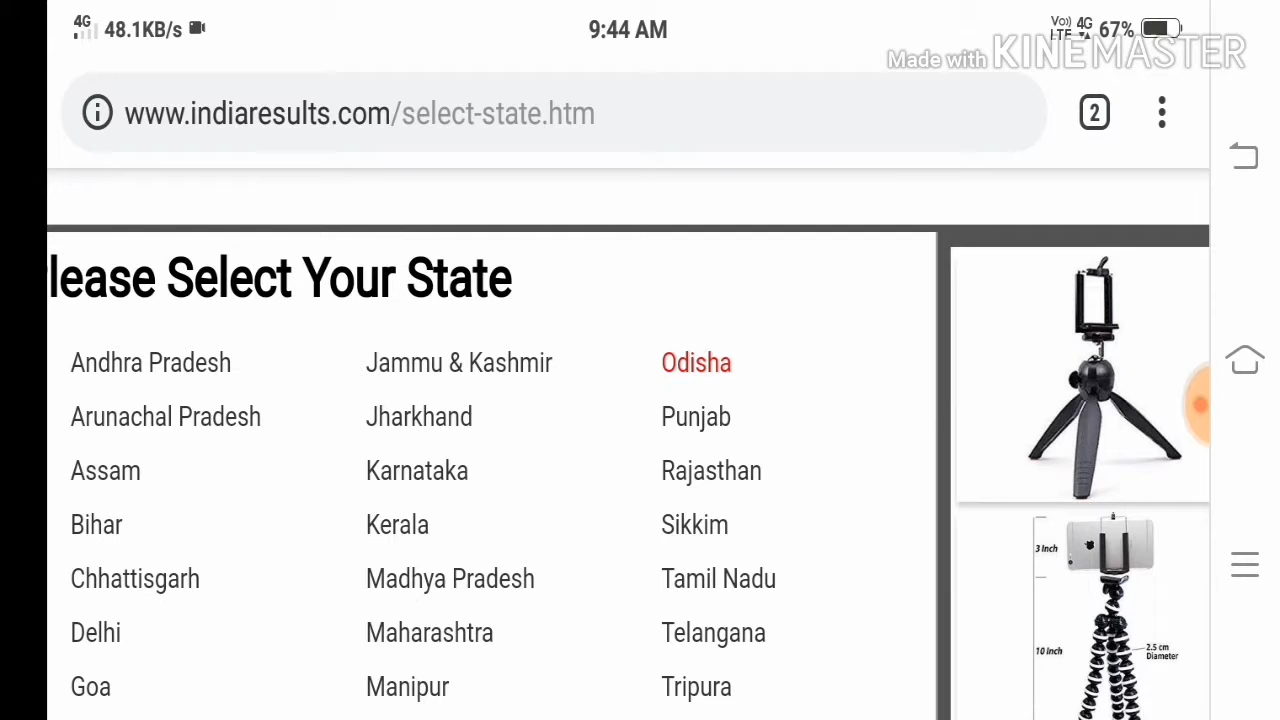 4G 48.1KB/s 9:44 AM Vo) LTE 4G 67%
Made with KINEMASTER
www.indiaresults.com/select-state.htm 2
lease Select Your State
Andhra Pradesh Jammu & Kashmir Odisha
Arunachal Pradesh Jharkhand Punjab
Assam Karnataka Rajasthan
Bihar Kerala Sikkim
3 Inch
Chhattisgarh Madhya Pradesh Tamil Nadu
Delhi Maharashtra Telangana
10 Inch
2.5 cm
Diameter
Goa Manipur Tripura